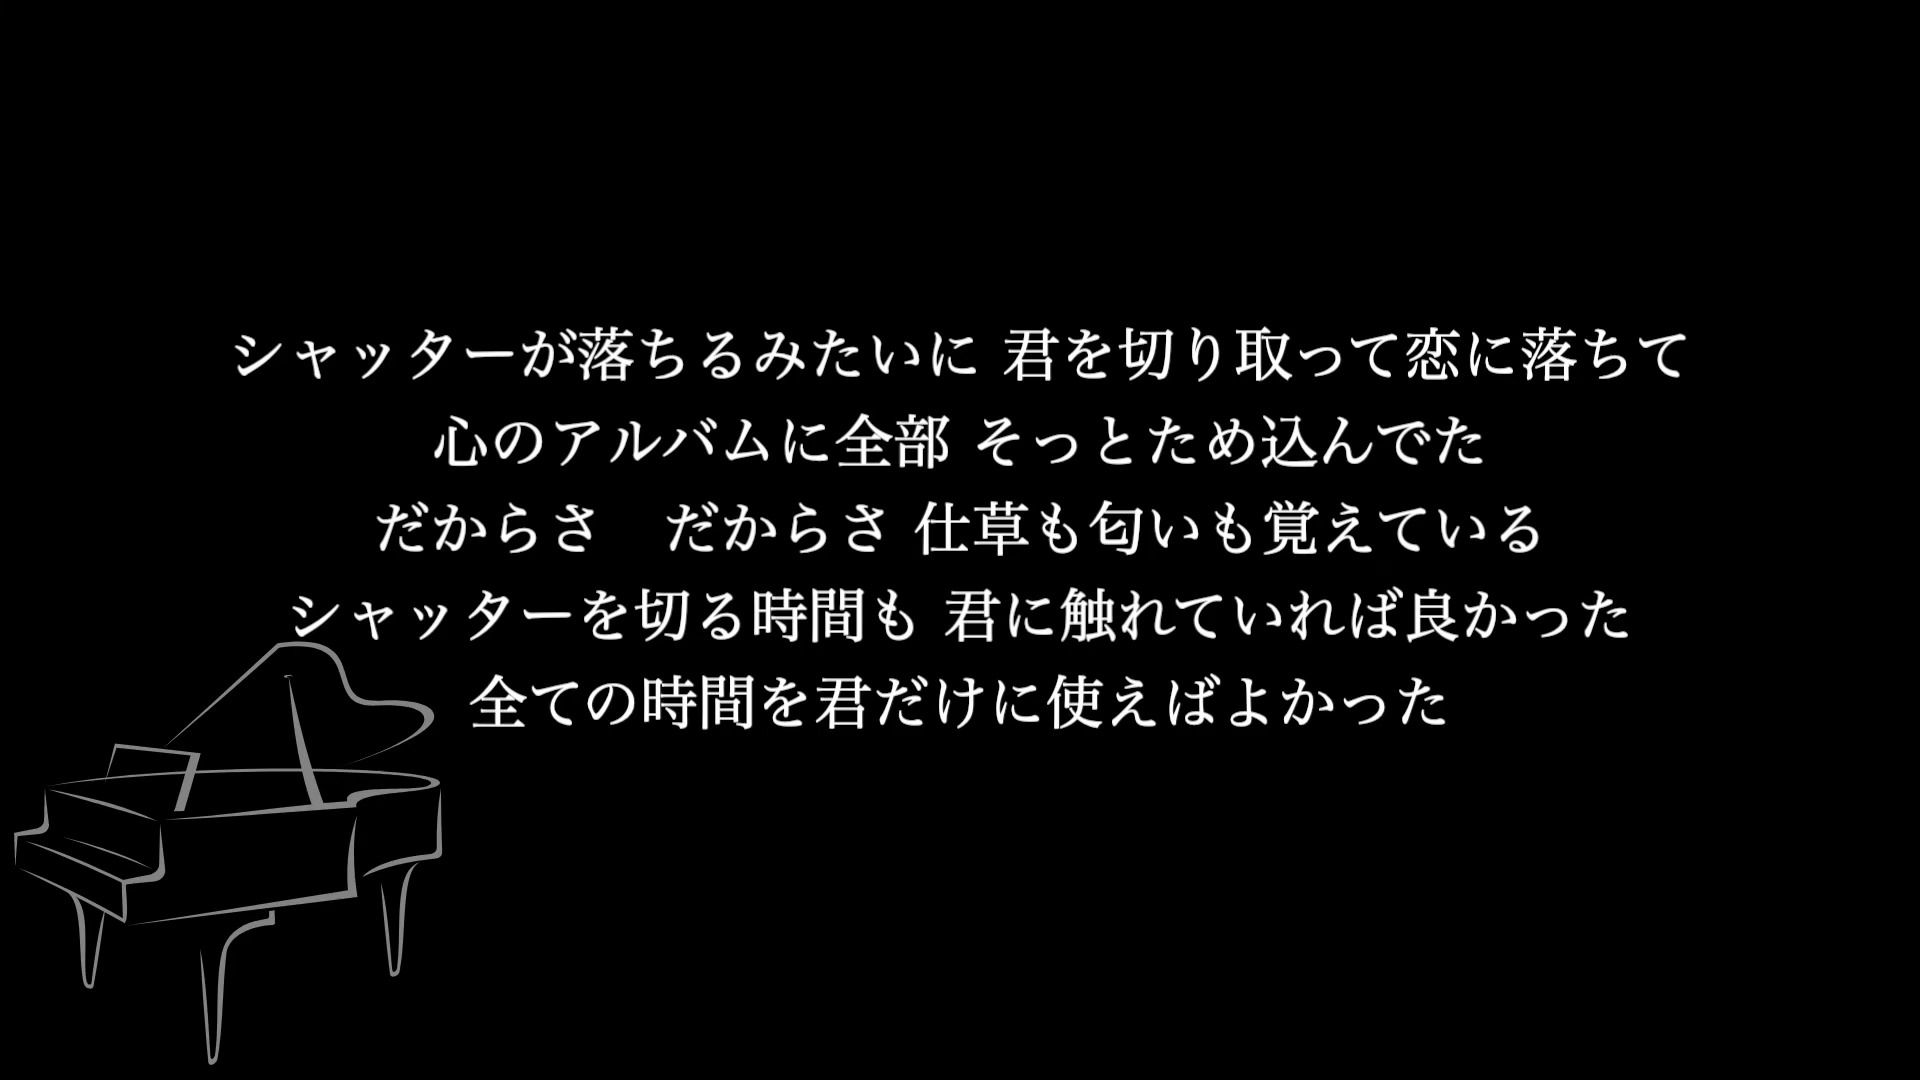 シャッターが落ちるみたいに 君を切り取って恋に落ちて
心のアルバムに全部 そっとため込んでた
だからさ　だからさ 仕草も匂いも覚えている
シャッターを切る時間も 君に触れていれば良かった
全ての時間を君だけに使えばよかった